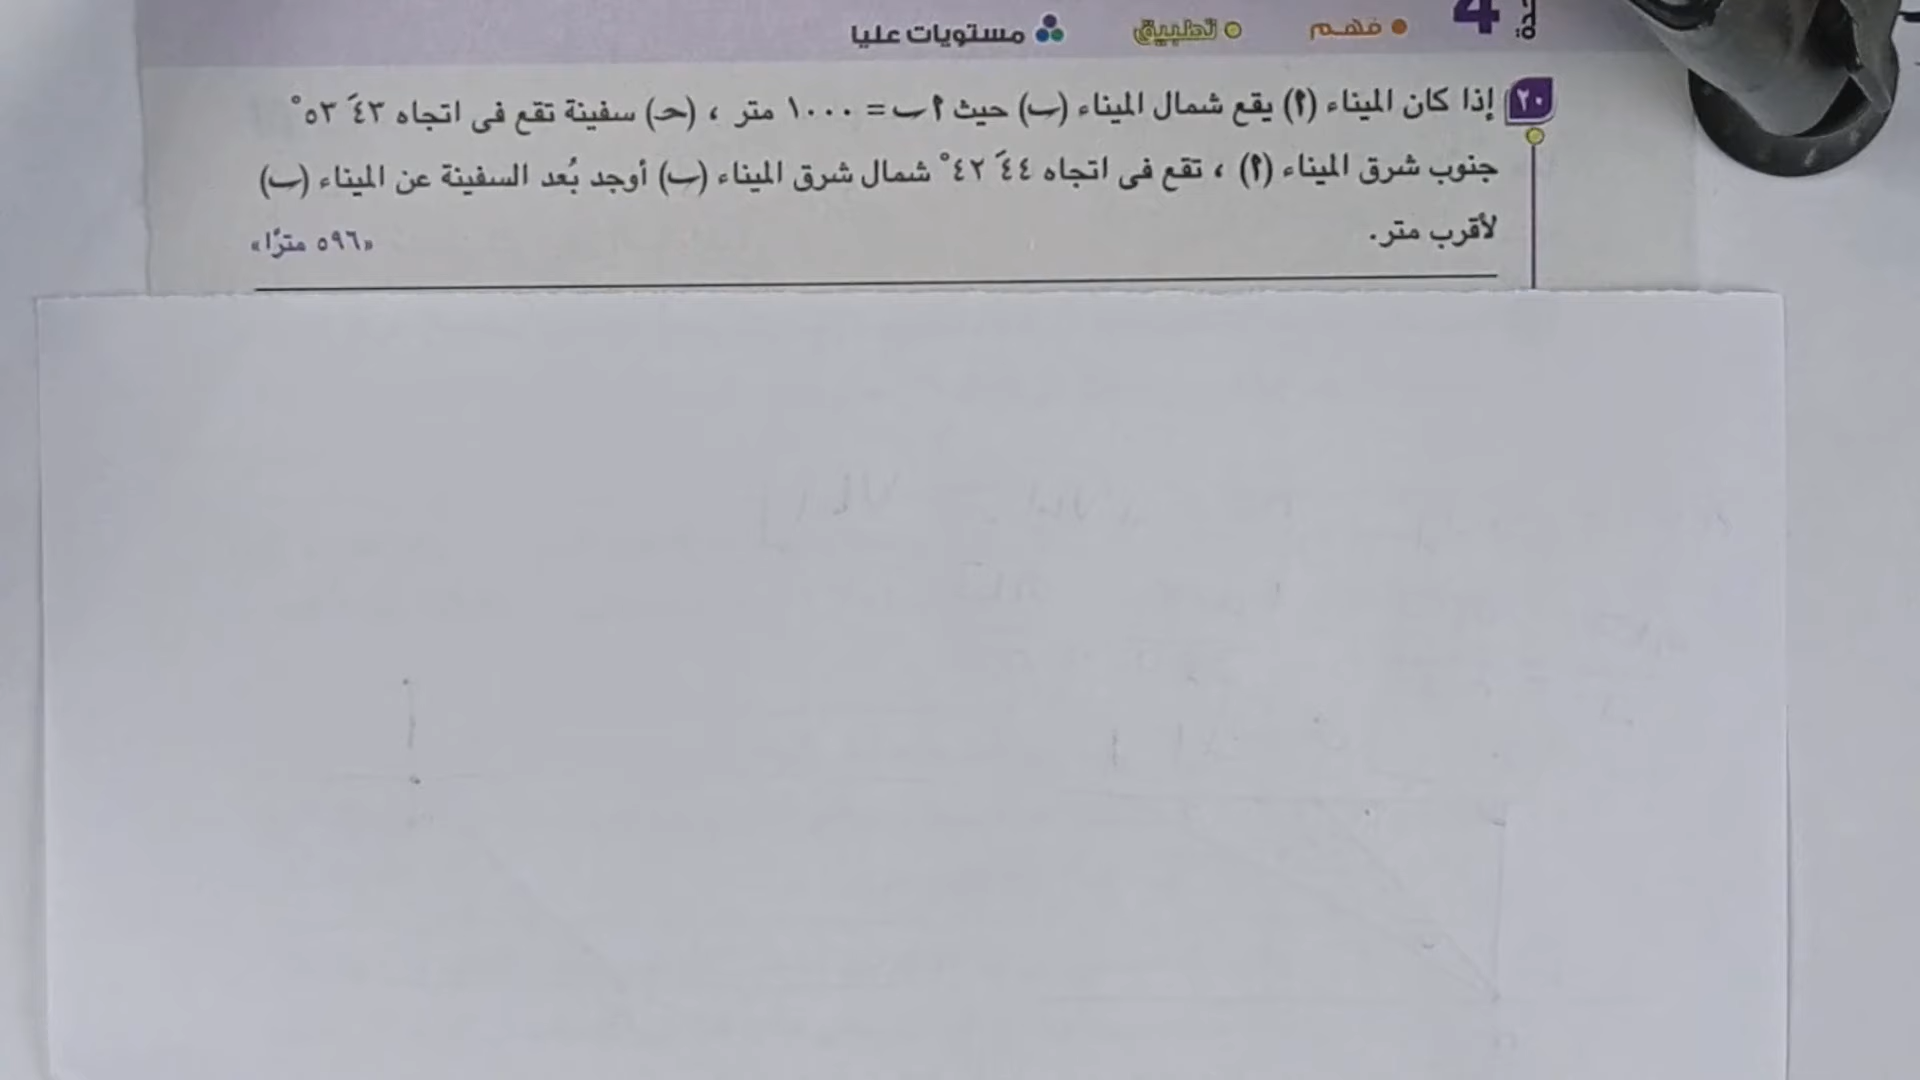 4
فهم تطبيق مستويات عليا
٢٠ إذا كان الميناء (أ) يقع شمال الميناء (ب) حيث أ ب = ١٠٠٠ متر ، (حـ) سفينة تقع فى اتجاه ٤٣ َ ٥٣ °
جنوب شرق الميناء (أ) ، تقع فى اتجاه ٤٤ َ ٤٢ ° شمال شرق الميناء (ب) أوجد بُعد السفينة عن الميناء (ب)
لأقرب متر.
«٥٩٦ مترًا»